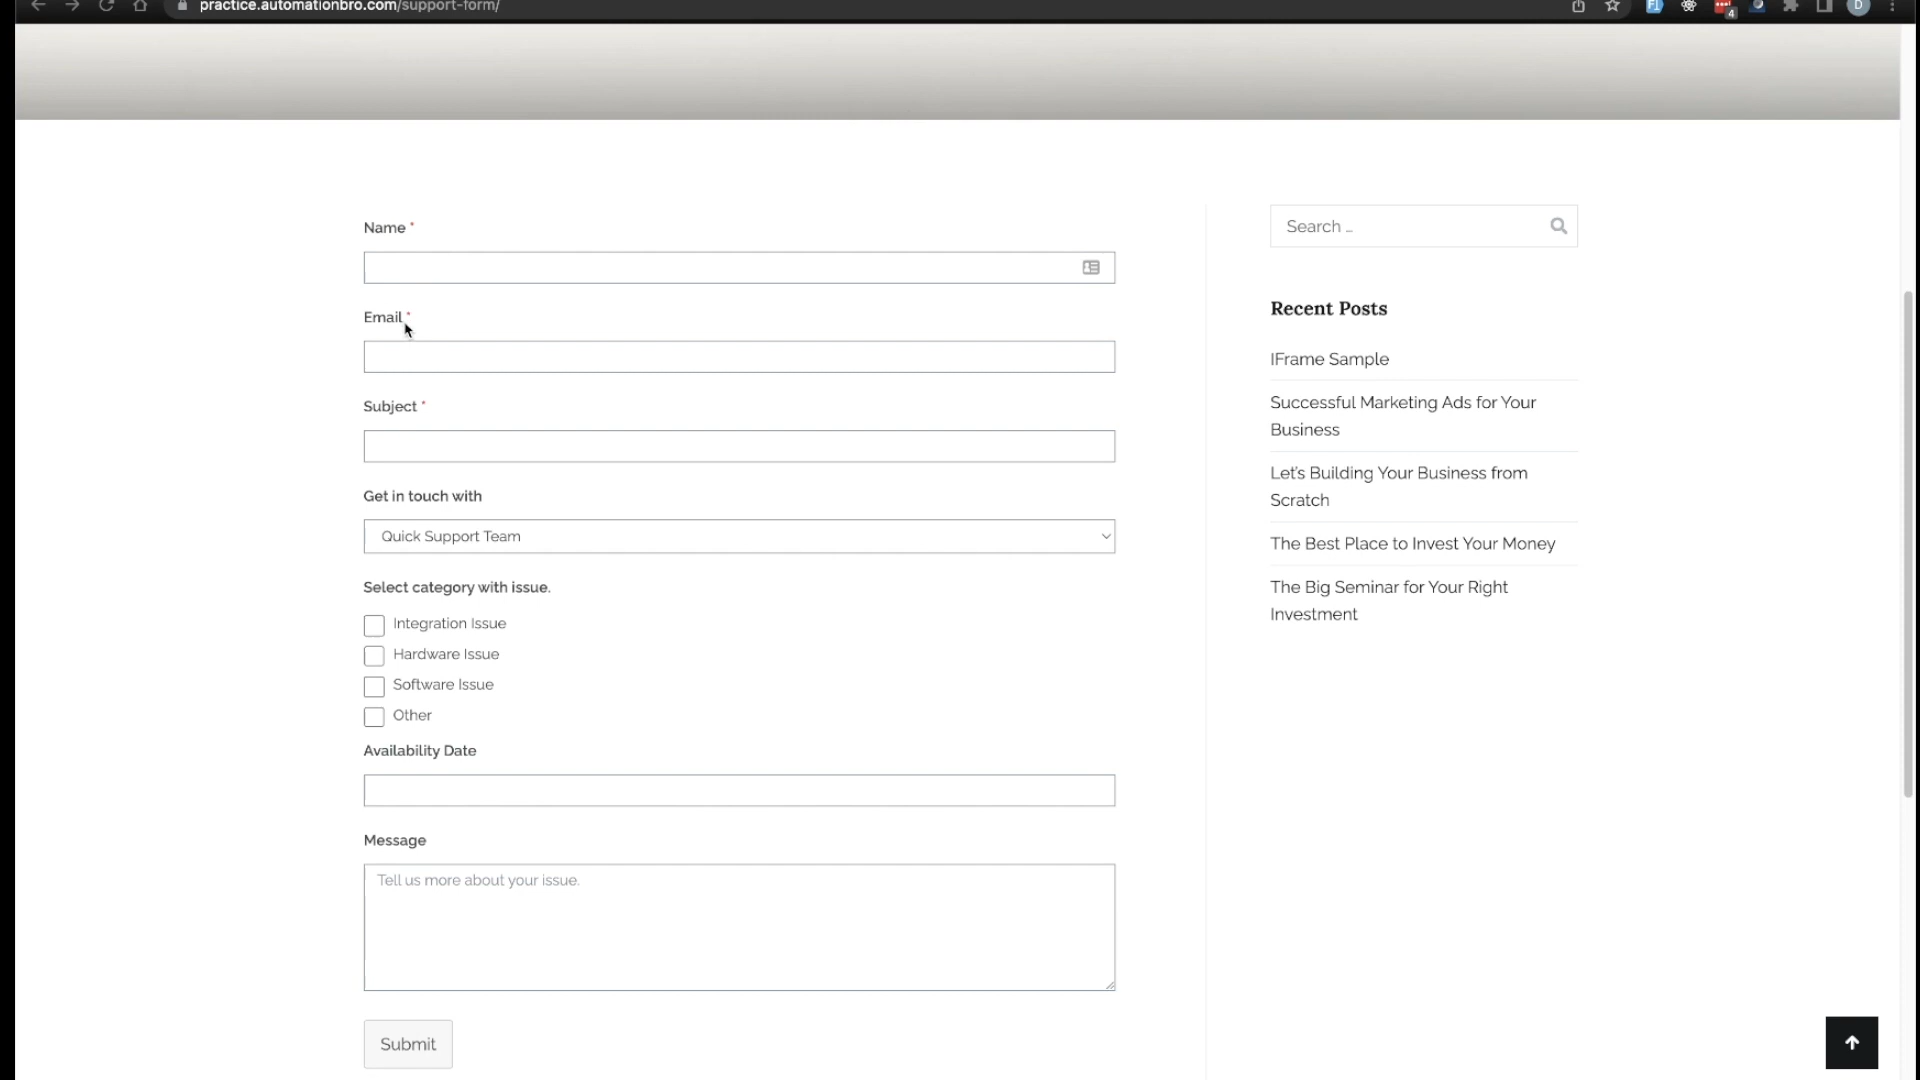 practice.automationbro.com/support-form/
4
D
Name *
Email *
Subject *
Get in touch with
Quick Support Team
Select category with issue.
Integration Issue
Hardware Issue
Software Issue
Other
Availability Date
Message
Tell us more about your issue.
Submit
Search ...
Recent Posts
IFrame Sample
Successful Marketing Ads for Your
Business
Let's Building Your Business from
Scratch
The Best Place to Invest Your Money
The Big Seminar for Your Right
Investment